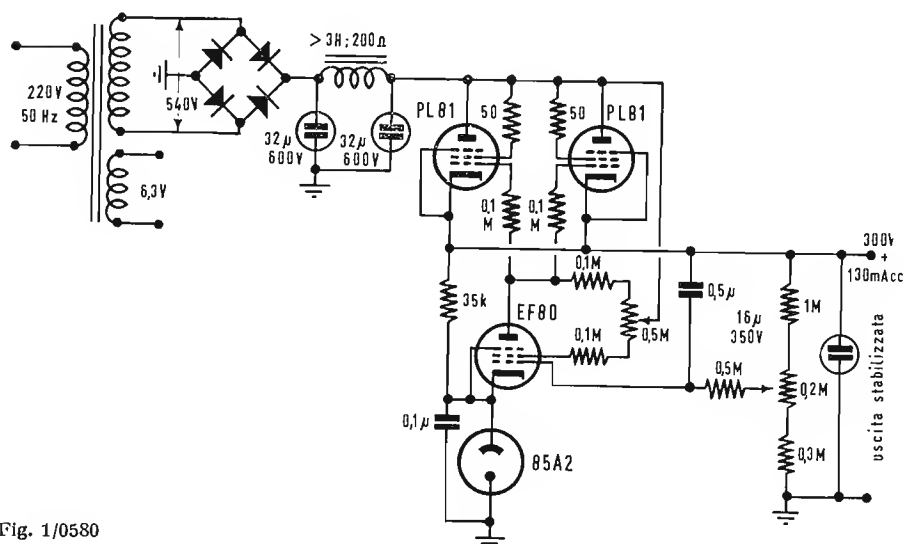 > 3H; 200Ω
220V
50 Hz
540V
6,3V
32μ
600V
32μ
600V
PL81
50
50
PL81
0,1
M
0,1
M
300V
+
130mAcc
35k
EF80
0,1M
0,1M
0,5M
0,5μ
16μ
350V
1M
0,5M
0,2M
0,3M
0,1μ
85A2
uscita stabilizzata
Fig. 1/0580